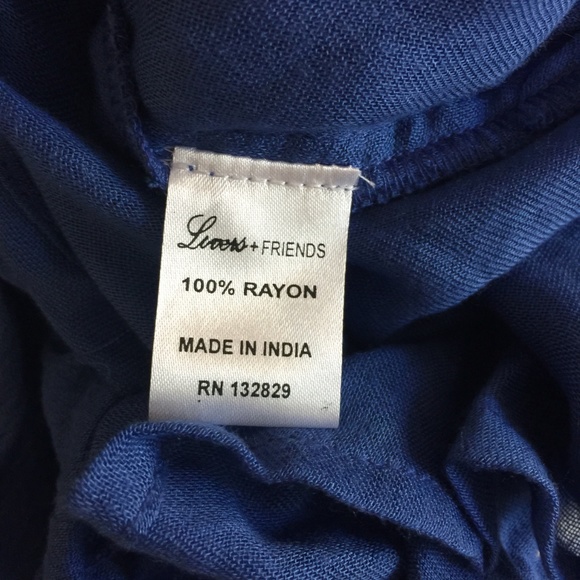 Lovers + FRIENDS
100% RAYON
MADE IN INDIA
RN 132829